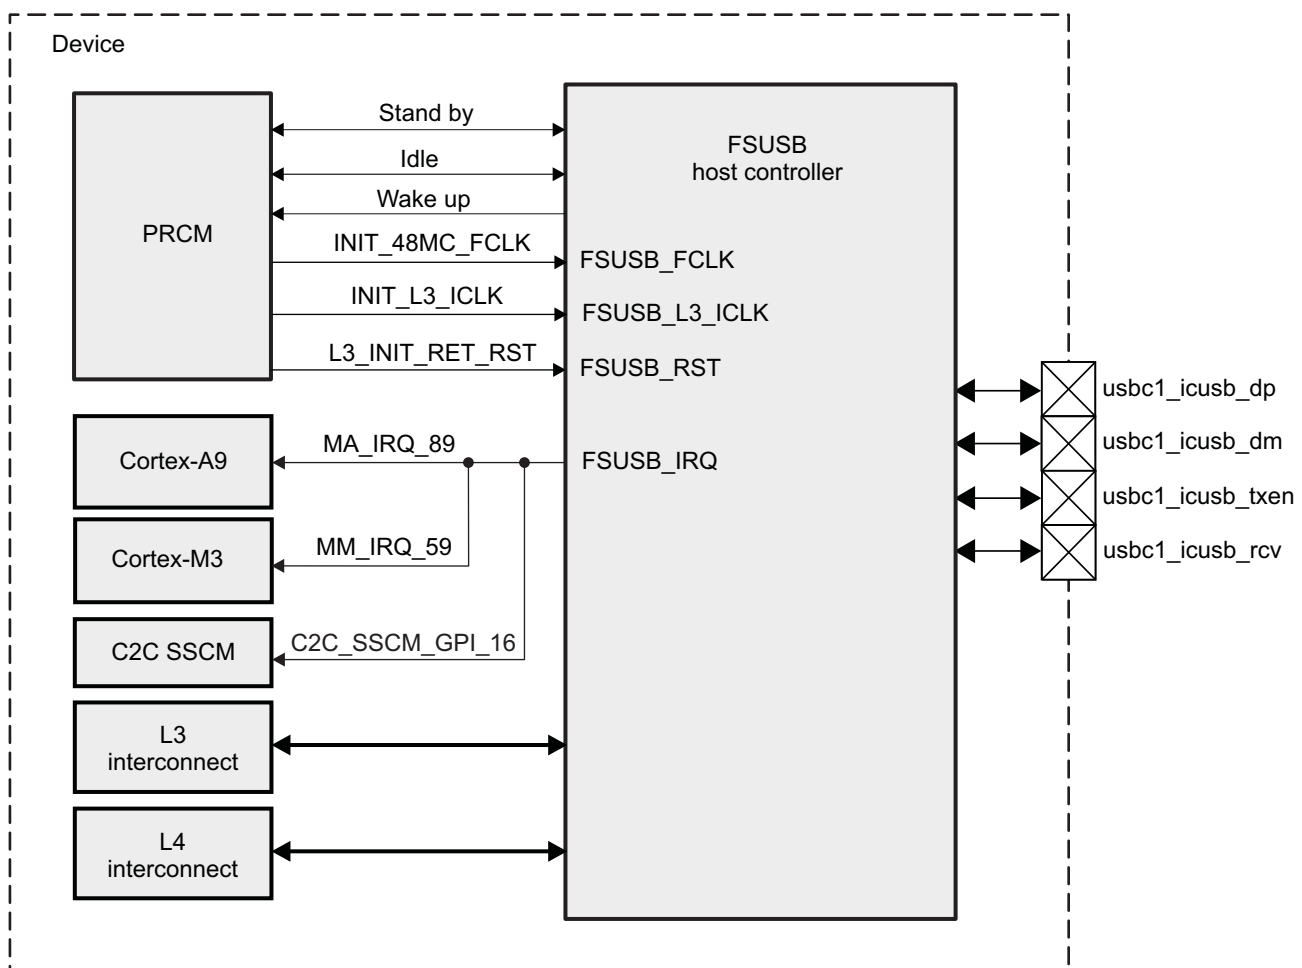 Device
Stand by
FSUSB
host controller
Idle
Wake up
PRCM
INIT_48MC_FCLK
FSUSB_FCLK
INIT_L3_ICLK
FSUSB_L3_ICLK
L3_INIT_RET_RST
FSUSB_RST
usbc1_icusb_dp
usbc1_icusb_dm
usbc1_icusb_txen
usbc1_icusb_rcv
Cortex-A9
MA_IRQ_89
FSUSB_IRQ
Cortex-M3
MM_IRQ_59
C2C SSCM
C2C_SSCM_GPI_16
L3
interconnect
L4
interconnect